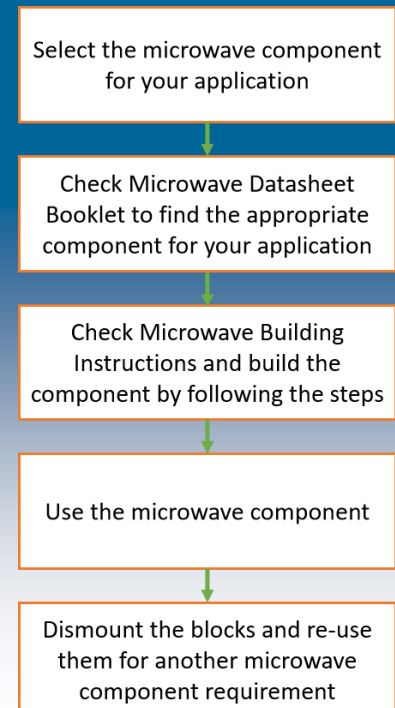 Select the microwave component
for your application
Check Microwave Datasheet
Booklet to find the appropriate
component for your application
Check Microwave Building
Instructions and build the
component by following the steps
Use the microwave component
Dismount the blocks and re-use
them for another microwave
component requirement